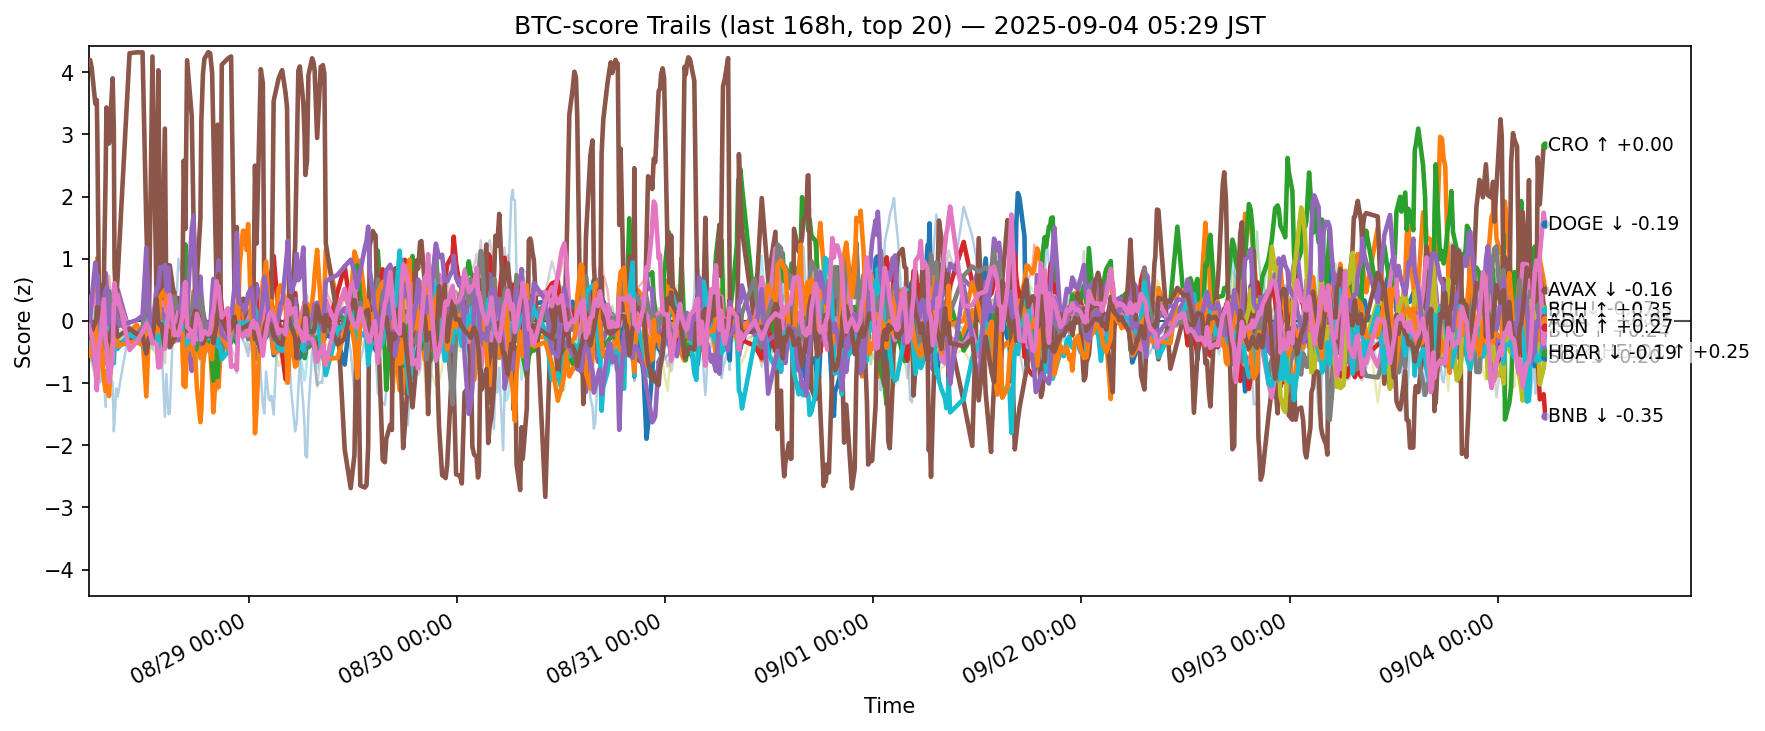 BTC-score Trails (last 168h, top 20) — 2025-09-04 05:29 JST
Score (z)
4
3
2
1
0
−1
−2
−3
−4
CRO ↑ +0.00
DOGE ↓ -0.19
AVAX ↓ -0.16
TON ↑ +0.27
HBAR ↓ -0.19
+0.25
BNB ↓ -0.35
08/29 00:00
08/30 00:00
08/31 00:00
09/01 00:00
09/02 00:00
09/03 00:00
09/04 00:00
Time